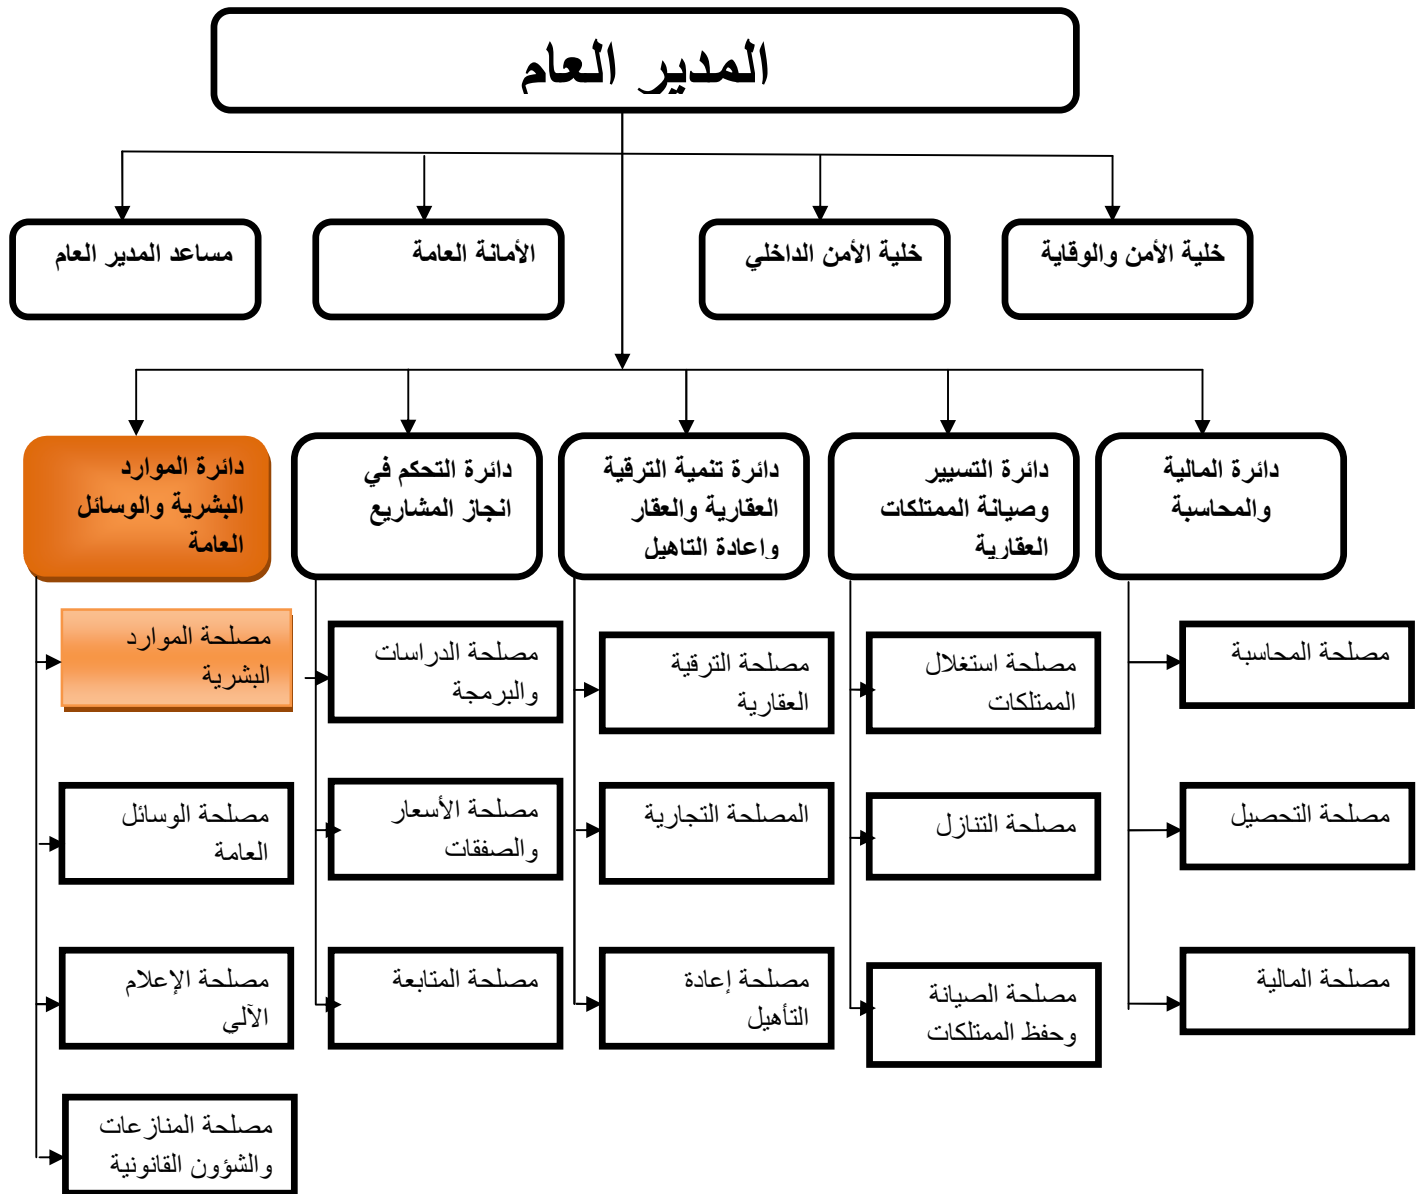 المدير العام
خلية الأمن والوقاية
خلية الأمن الداخلي
الأمانة العامة
مساعد المدير العام
دائرة المالية
والمحاسبة
دائرة التسيير
وصيانة الممتلكات
العقارية
دائرة تنمية الترقية
العقارية والعقار
واعادة التاهيل
دائرة التحكم في
انجاز المشاريع
دائرة الموارد
البشرية والوسائل
العامة
مصلحة المحاسبة
مصلحة التحصيل
مصلحة المالية
مصلحة استغلال
الممتلكات
مصلحة التنازل
مصلحة الصيانة
وحفظ الممتلكات
مصلحة الترقية
العقارية
المصلحة التجارية
مصلحة إعادة
التأهيل
مصلحة الدراسات
والبرمجة
مصلحة الأسعار
والصفقات
مصلحة المتابعة
مصلحة الموارد
البشرية
مصلحة الوسائل
العامة
مصلحة الإعلام
الآلي
مصلحة المنازعات
والشؤون القانونية